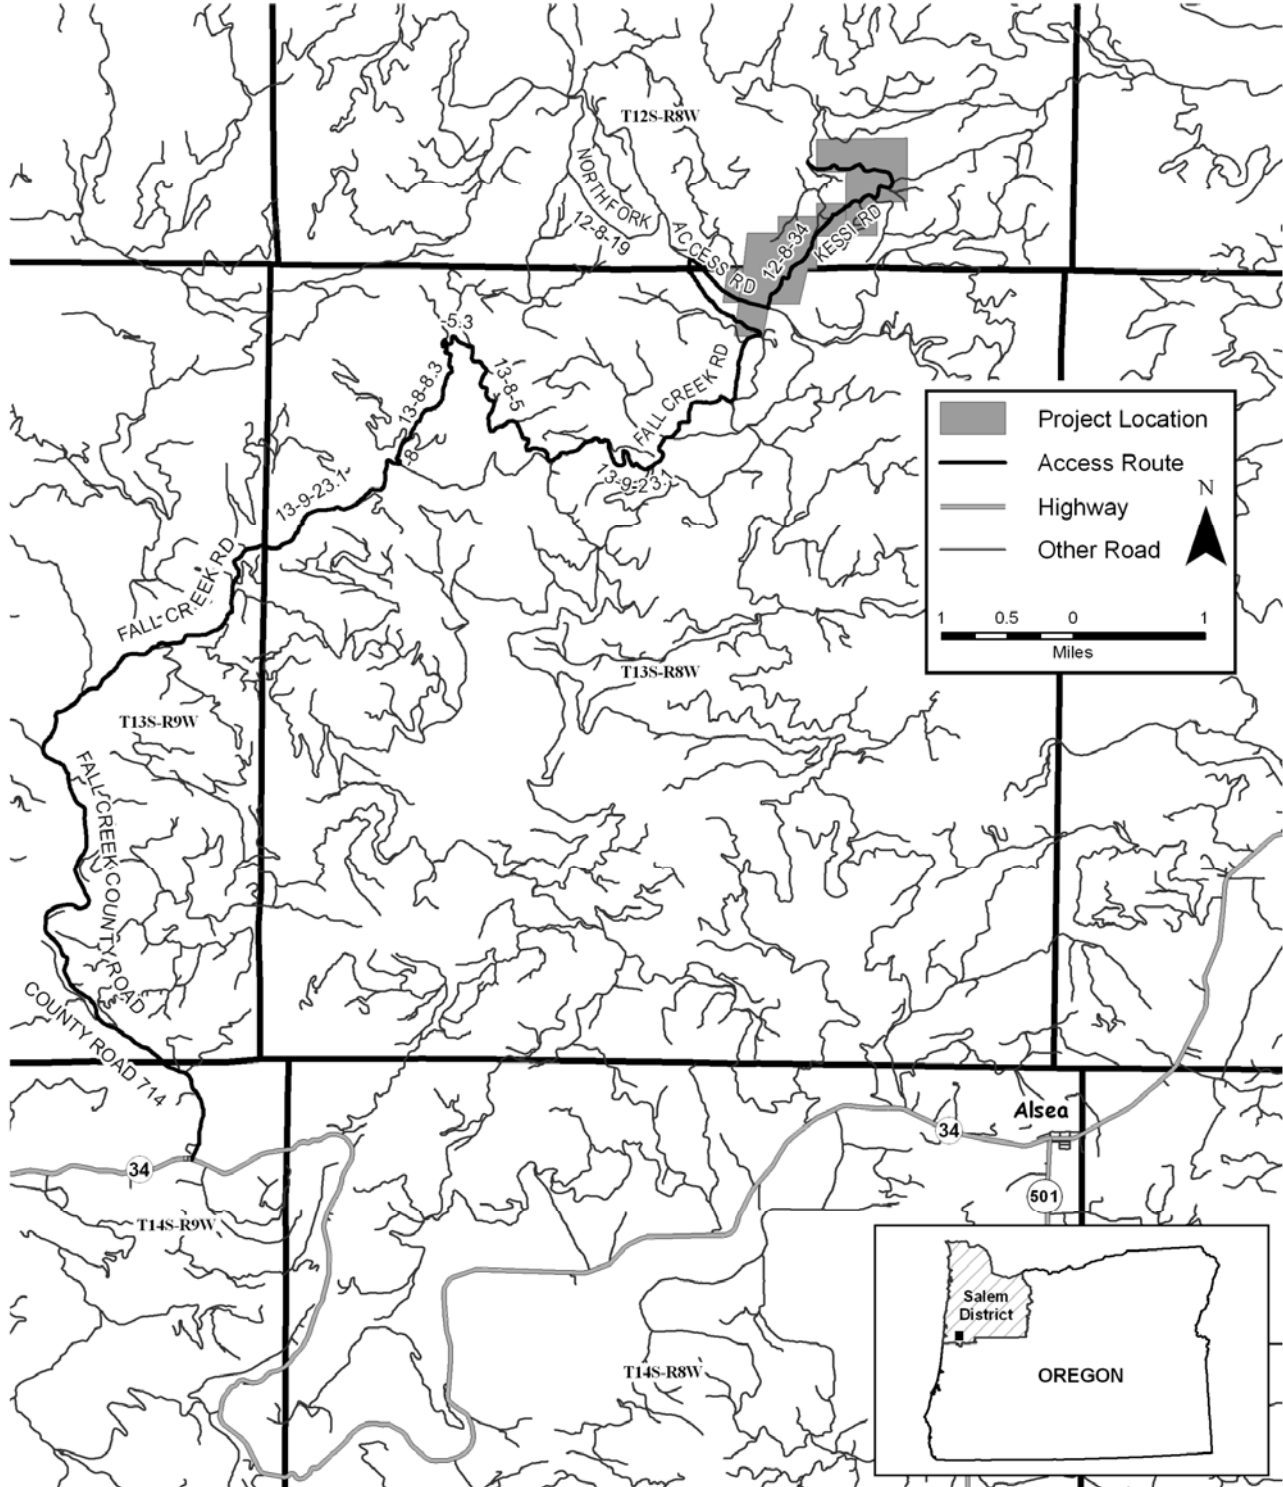 T12S-R8W
NORTH FORK
12-8-19
ACCESS RD
12-8-34
KESSI RD
-5.3
13-8-8.3
13-8-5
-8
FALL CREEK RD
13-9-23.1
13-9-23.1
FALL CREEK RD
Project Location
Access Route
Highway
Other Road
N
1 0.5 0 1
Miles
T13S-R8W
T13S-R9W
FALL CREEK COUNTY ROAD
COUNTY ROAD 714
Alsea
34
34
501
T14S-R9W
T14S-R8W
Salem
District
OREGON